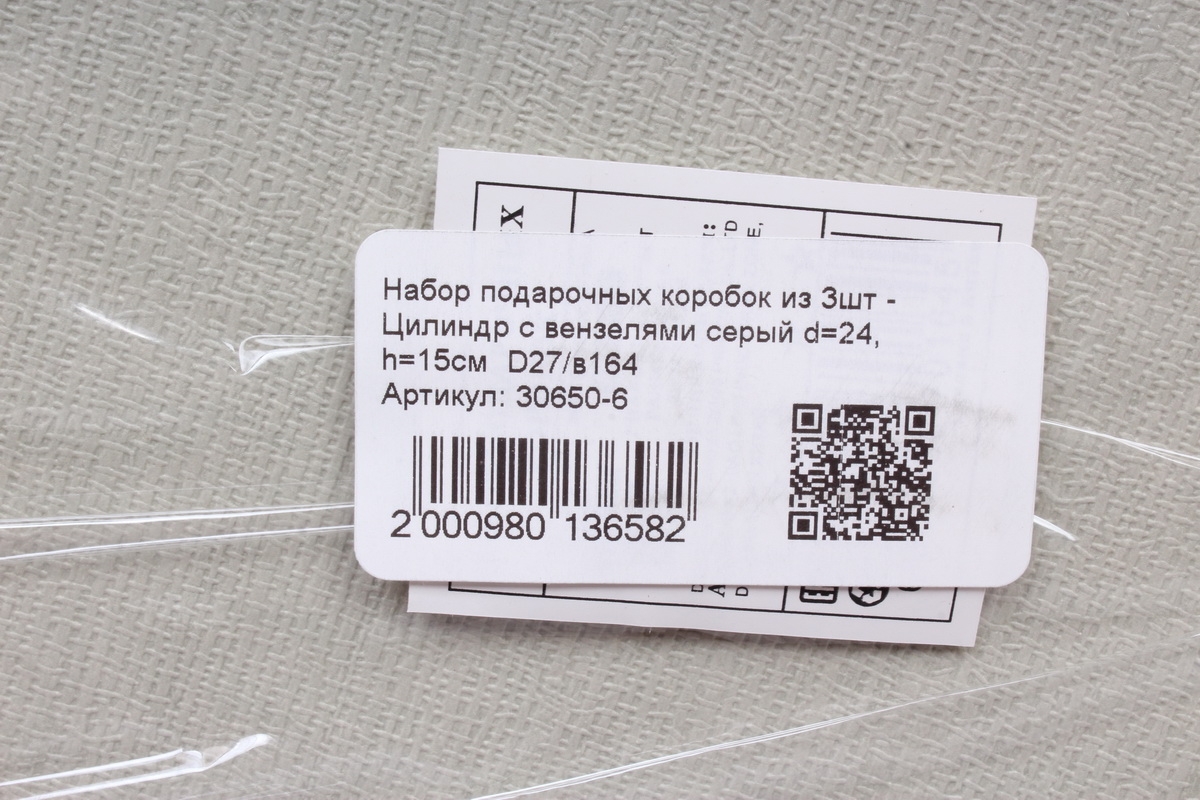 Набор подарочных коробок из 3шт -
Цилиндр с вензелями серый d=24,
h=15см D27/в164
Артикул: 30650-6
2 000980 136582